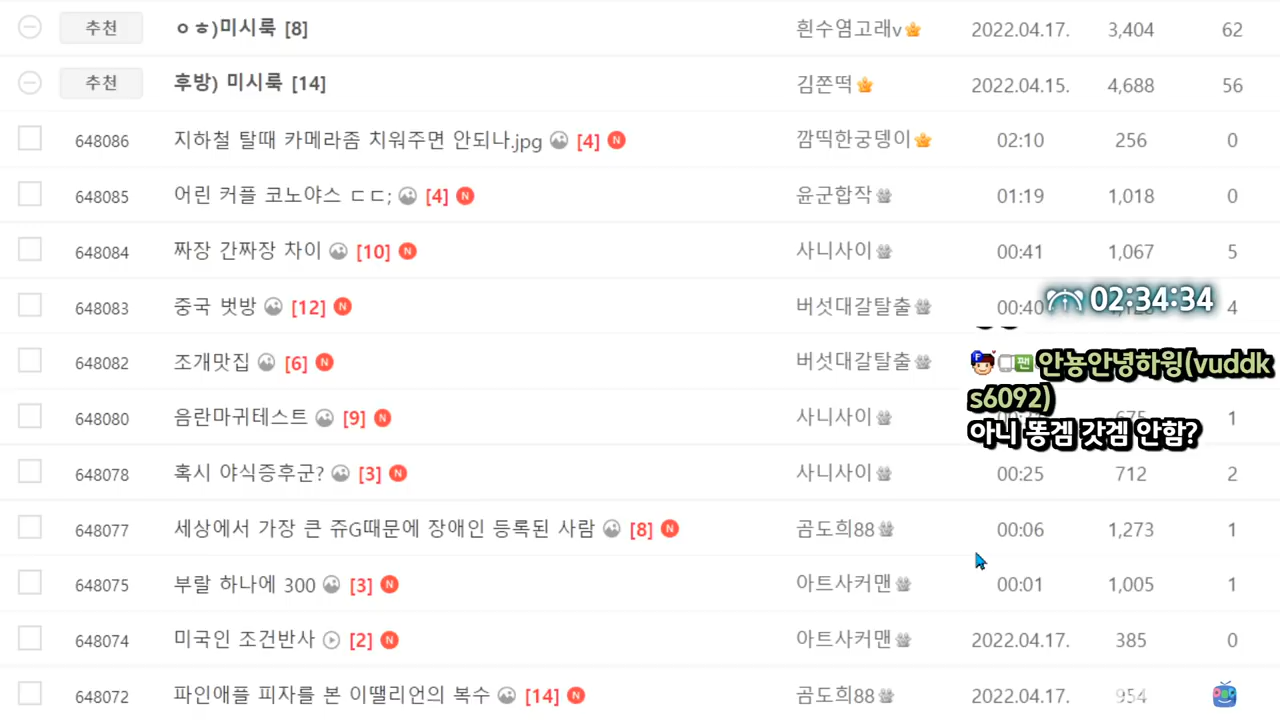 추천 ㅇㅎ)미시룩 [8] 흰수염고래v 2022.04.17. 3,404 62
추천 후방) 미시룩 [14] 김쫀떡 2022.04.15. 4,688 56
648086 지하철 탈때 카메라좀 치워주면 안되나.jpg [4] N 깜띡한궁뎅이 02:10 256 0
648085 어린 커플 코노야스 ㄷㄷ; [4] N 윤군합작 01:19 1,018 0
648084 짜장 간짜장 차이 [10] N 사니사이 00:41 1,067 5
648083 중국 벗방 [12] N 버섯대갈탈출 00:40 4
02:34:34
648082 조개맛집 [6] N 버섯대갈탈출
팬 안뇽안녕하윙(vuddk
s6092)
648080 음란마귀테스트 [9] N 사니사이 675 1
아니 똥겜 갓겜 안함?
648078 혹시 야식증후군? [3] N 사니사이 00:25 712 2
648077 세상에서 가장 큰 쥬G때문에 장애인 등록된 사람 [8] N 곰도희88 00:06 1,273 1
648075 부랄 하나에 300 [3] N 아트사커맨 00:01 1,005 1
648074 미국인 조건반사 [2] N 아트사커맨 2022.04.17. 385 0
648072 파인애플 피자를 본 이땔리언의 복수 [14] N 곰도희88 2022.04.17. 954